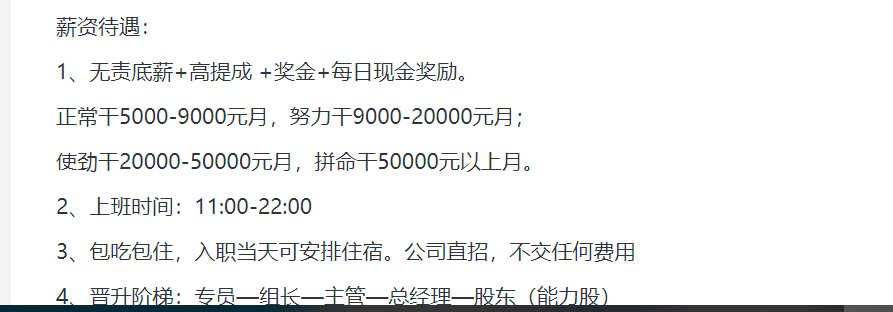 薪资待遇：
1、无责底薪+高提成 +奖金+每日现金奖励。
正常干5000-9000元月，努力干9000-20000元月；
使劲干20000-50000元月，拼命干50000元以上月。
2、上班时间：11:00-22:00
3、包吃包住，入职当天可安排住宿。公司直招，不交任何费用
4、晋升阶梯：专员—组长—主管—总经理—股东（能力股）